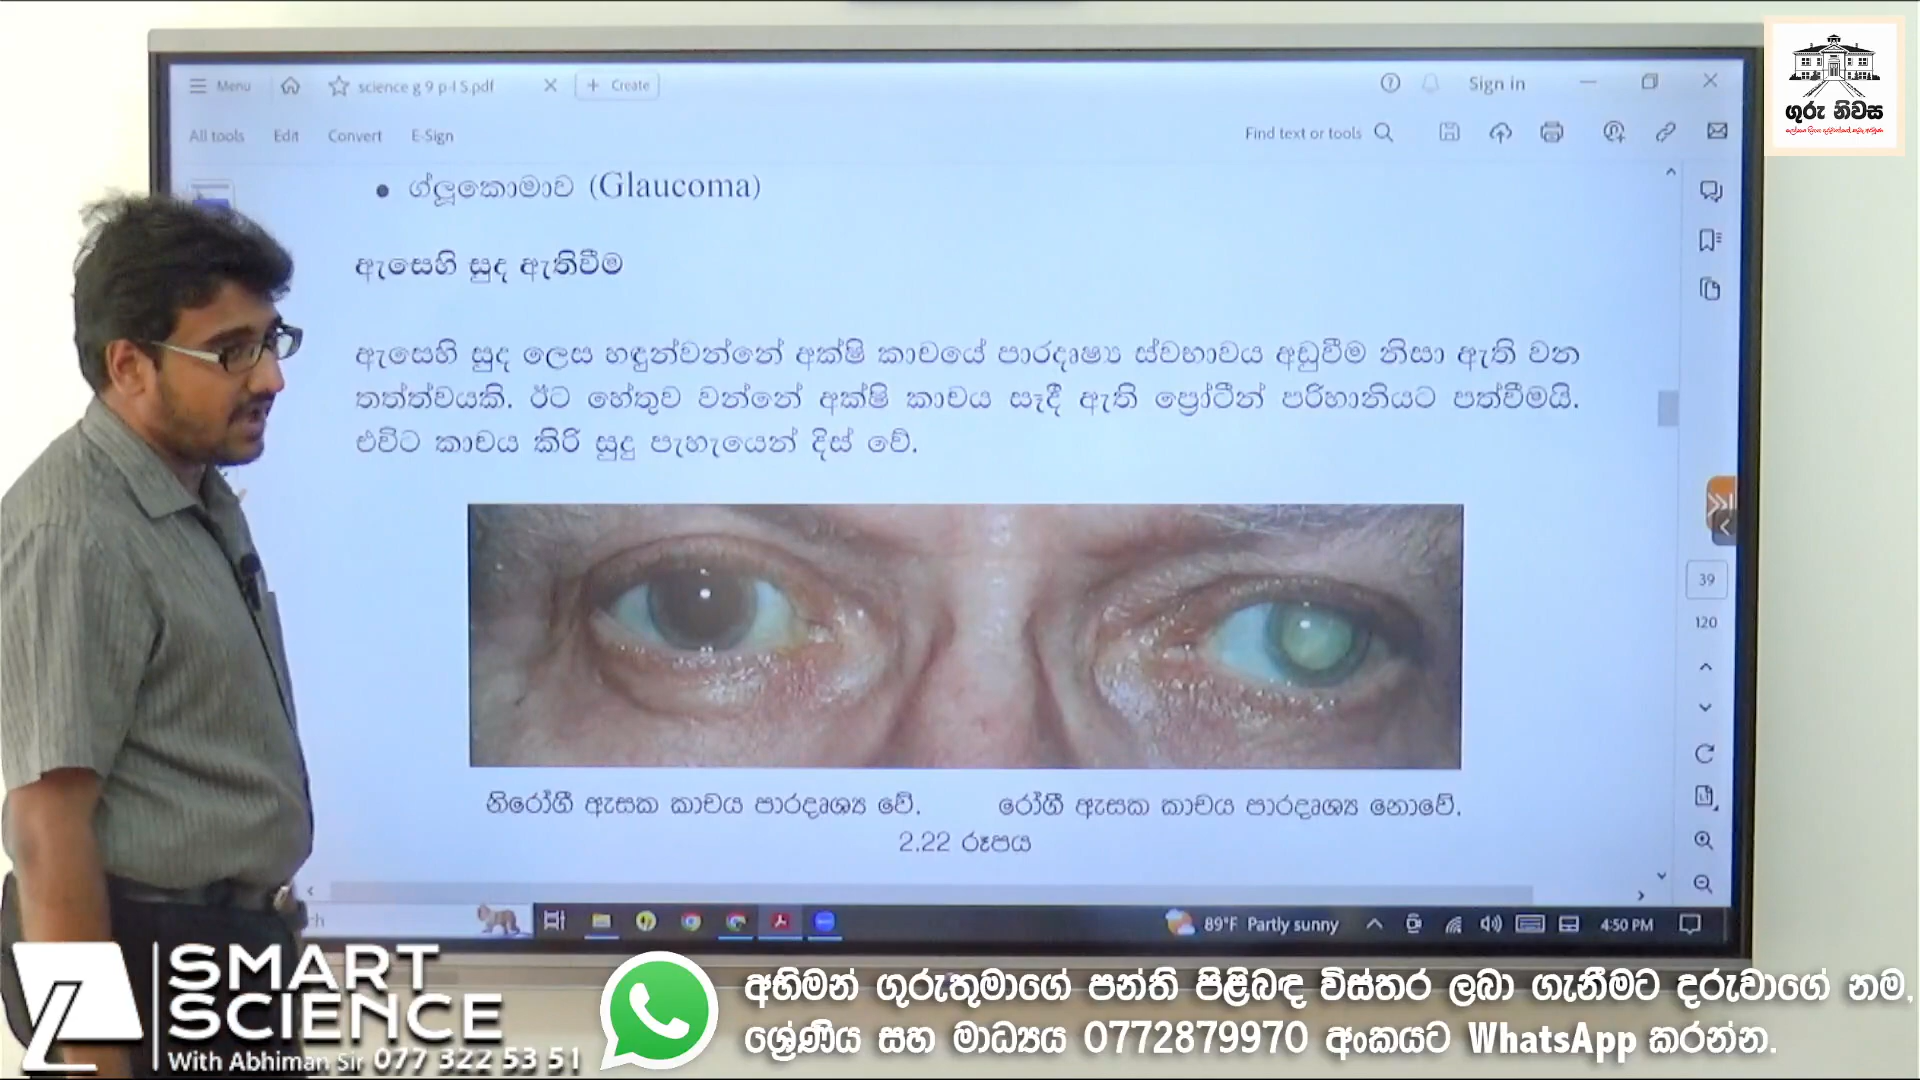 Menu
science g 9 p-I S.pdf
+ Create
Sign in
All tools Edit Convert E-Sign
Find text or tools
ගුරු නිවස
• ග්ලූකොමාව (Glaucoma)
ඇසෙහි සුද ඇතිවීම
ඇසෙහි සුද ලෙස හඳුන්වන්නේ අක්ෂි කාචයේ පාරදෘෂ්‍ය ස්වභාවය අඩුවීම නිසා ඇති වන
තත්ත්වයකි. ඊට හේතුව වන්නේ අක්ෂි කාචය සෑදී ඇති ප්‍රෝටීන් පරිහානියට පත්වීමයි.
එවිට කාචය කිරි සුදු පැහැයෙන් දිස් වේ.
39
120
නිරෝගී ඇසක කාචය පාරදෘශ්‍ය වේ. රෝගී ඇසක කාචය පාරදෘශ්‍ය නොවේ.
2.22 රූපය
89°F Partly sunny
4:50 PM
SMART
SCIENCE
With Abhiman Sir 077 322 53 51
අභිමන් ගුරුතුමාගේ පන්ති පිළිබඳ විස්තර ලබා ගැනීමට දරුවාගේ නම,
ශ්‍රේණිය සහ මාධ්‍යය 0772879970 අංකයට WhatsApp කරන්න.